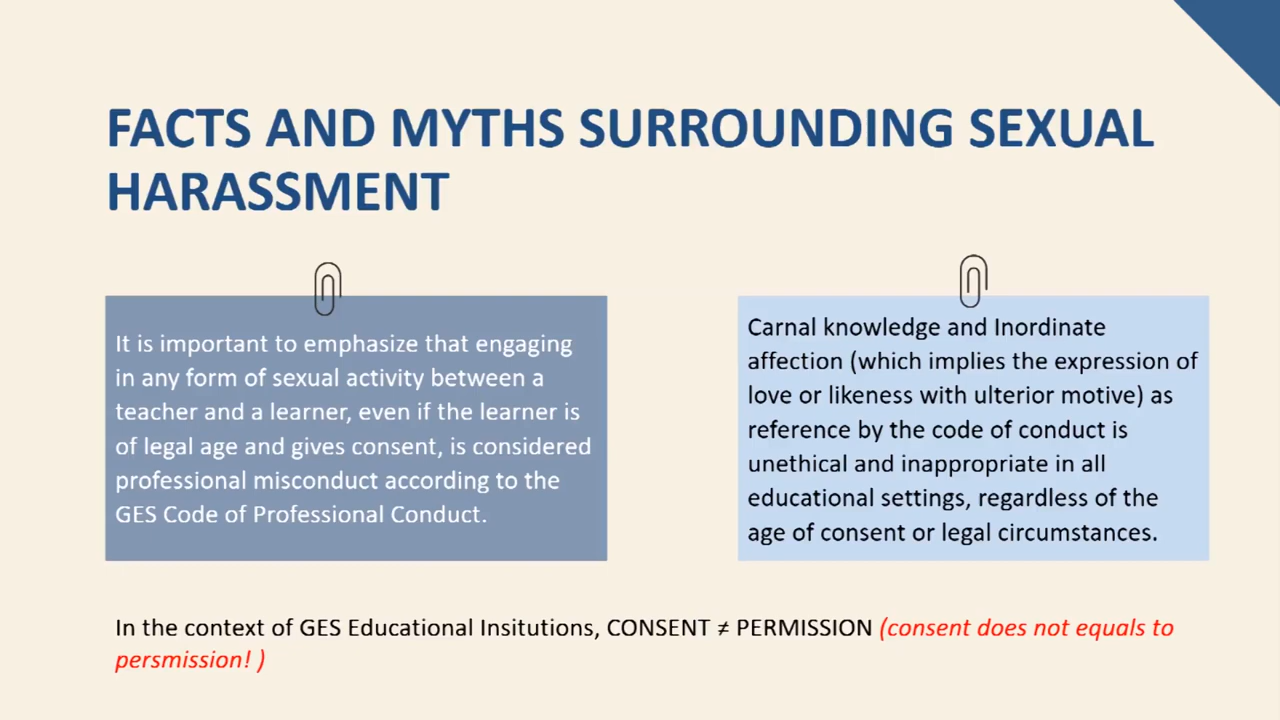 FACTS AND MYTHS SURROUNDING SEXUAL
HARASSMENT
It is important to emphasize that engaging
in any form of sexual activity between a
teacher and a learner, even if the learner is
of legal age and gives consent, is considered
professional misconduct according to the
GES Code of Professional Conduct.
Carnal knowledge and Inordinate
affection (which implies the expression of
love or likeness with ulterior motive) as
reference by the code of conduct is
unethical and inappropriate in all
educational settings, regardless of the
age of consent or legal circumstances.
In the context of GES Educational Insitutions, CONSENT ≠ PERMISSION (consent does not equals to
persmission! )